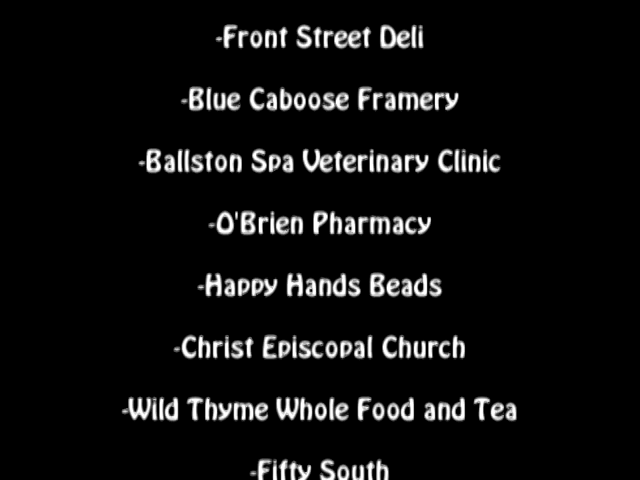 -Front Street Deli
-Blue Caboose Framery
-Ballston Spa Veterinary Clinic
-O'Brien Pharmacy
-Happy Hands Beads
-Christ Episcopal Church
-Wild Thyme Whole Food and Tea
-Fifty South